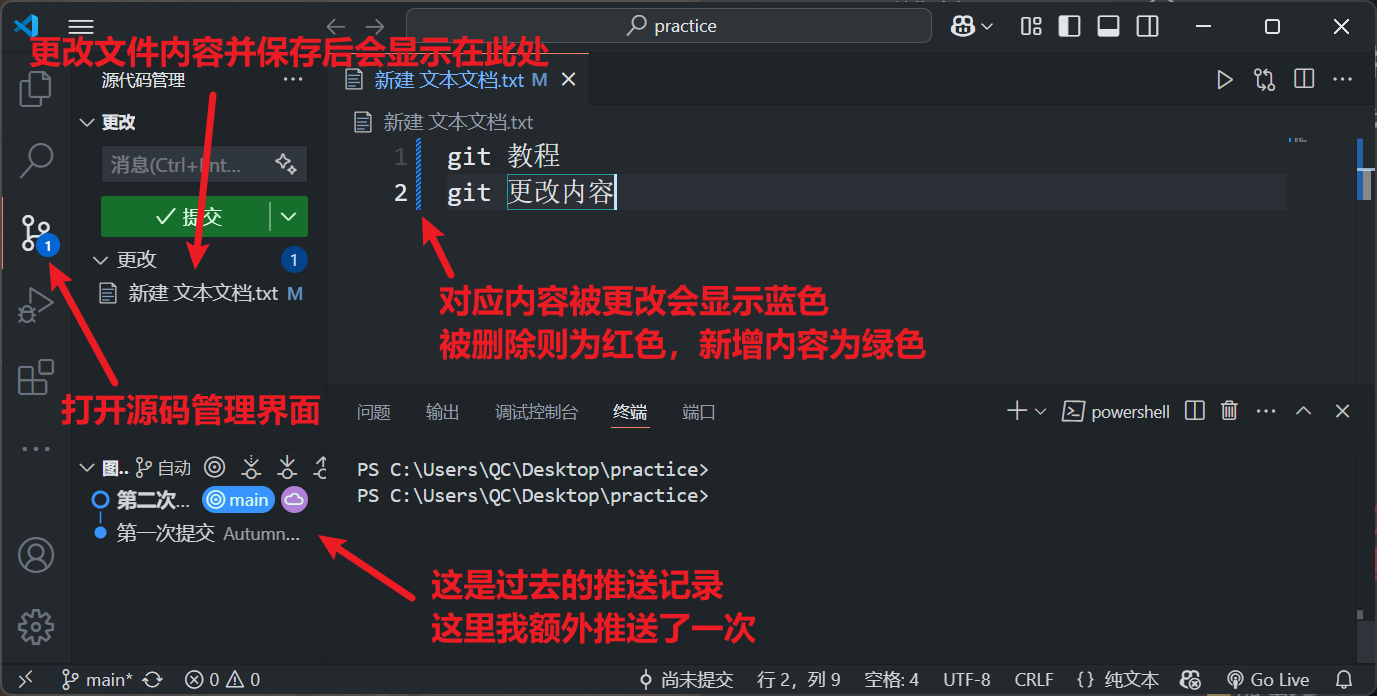 practice
更改文件内容并保存后会显示在此处
源代码管理
新建 文本文档.txt M
更改
新建 文本文档.txt
消息(Ctrl+Ent...
1 git 教程
2 git 更改内容
提交
1
更改 1
新建 文本文档.txt M
对应内容被更改会显示蓝色
被删除则为红色，新增内容为绿色
打开源码管理界面
问题 输出 调试控制台 终端 端口 powershell
图.. 自动
PS C:\Users\QC\Desktop\practice>
PS C:\Users\QC\Desktop\practice>
第二次... main
第一次提交 Autumn...
这是过去的推送记录
这里我额外推送了一次
main* 0 0 尚未提交 行 2，列 9 空格: 4 UTF-8 CRLF {} 纯文本 Go Live